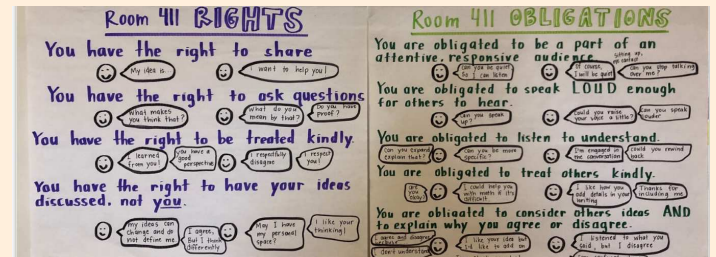 Room 411 RIGHTS
You have the right to share
My idea is...
I want to help you!
You have the right to ask questions
What makes
you think that?
What do you
mean by that?
Do you have
proof?
You have the right to be treated kindly.
I learned
from you!
you have a
good
perspective
I respectfully
disagree
I respect
you!
You have the right to have your ideas
discussed, not you.
my ideas can
change and do
not define me.
I agree,
But I think
differently
May I have
my personal
space?
I like your
thinking!
Room 411 OBLIGATIONS
You are obligated to be a part of an
attentive, responsive audience
sitting up,
eye contact
Can you be quiet
So I can listen
Of course,
I will be quiet
Can you stop talking
over me?
You are obligated to speak LOUD enough
for others to hear.
Can you speak
up?
Could you raise
your voice a little?
Can you speak
louder
You are obligated to listen to understand.
Can you expand
explain that?
Can you be more
specific?
I'm engaged in
the conversation
could you rewind
back
You are obligated to treat others kindly.
are
you
okay?
I could help you
with math if it's
difficult
I like how you
add details in your
writing
Thanks for
including me
You are obligated to consider others ideas AND
to explain why you agree or disagree.
I agree and disagree
because
I don't understand
I like your idea but
I'd like to add on
I listened to what you
said, but I disagree